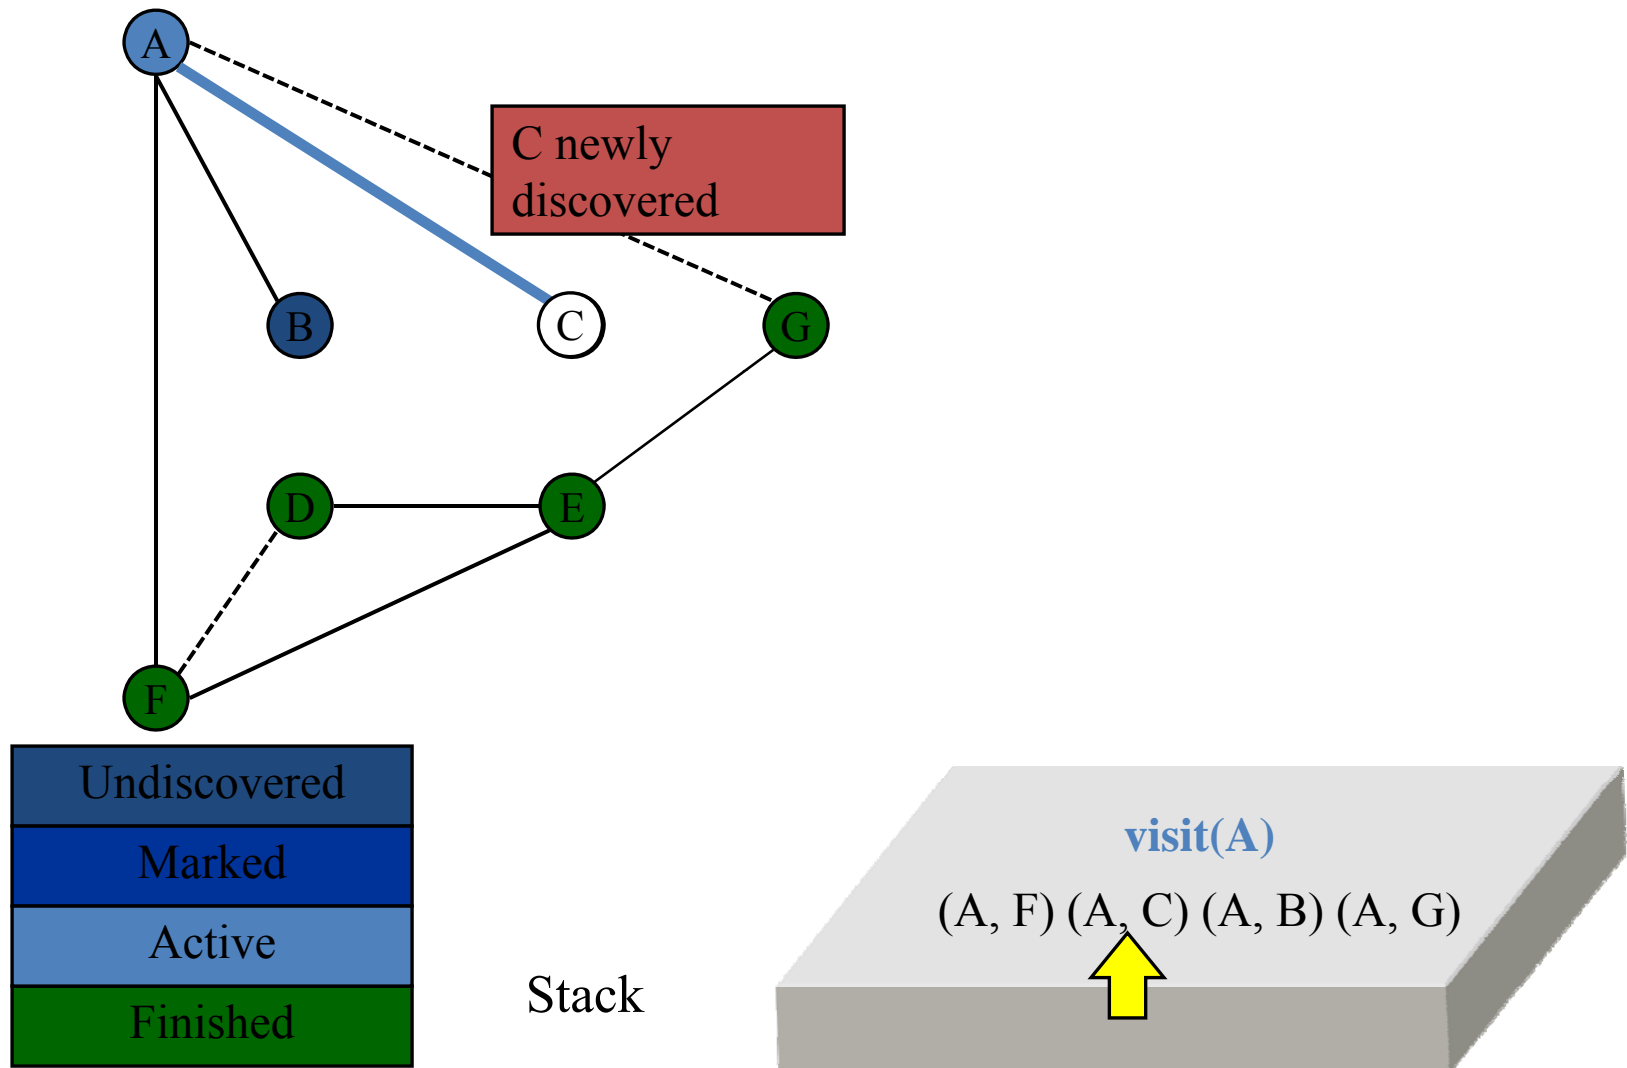 A
C newly
discovered
B
C
G
D
E
F
Undiscovered
Marked
Active
Finished
Stack
visit(A)
(A, F) (A, C) (A, B) (A, G)